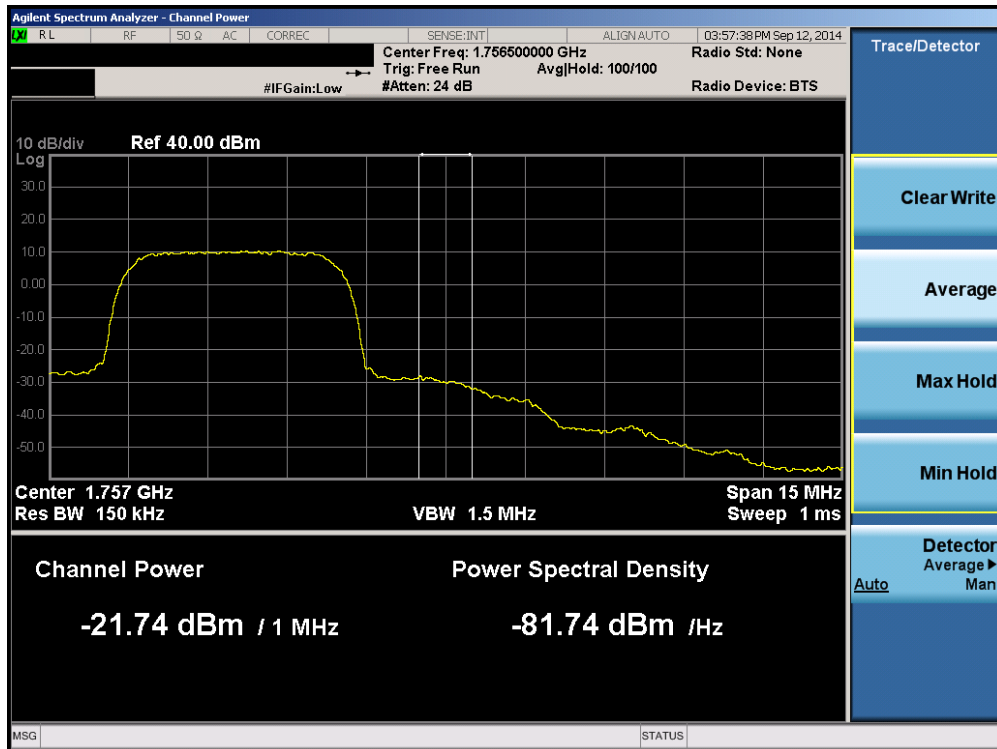 Agilent Spectrum Analyzer - Channel Power
LXI RL RF 50 Ω AC CORREC SENSE:INT ALIGN AUTO 03:57:38 PM Sep 12, 2014
Center Freq: 1.756500000 GHz Radio Std: None
Trig: Free Run Avg|Hold: 100/100
#IFGain:Low #Atten: 24 dB Radio Device: BTS
10 dB/div Ref 40.00 dBm
Log
30.0
20.0
10.0
0.00
-10.0
-20.0
-30.0
-40.0
-50.0
Center 1.757 GHz Span 15 MHz
Res BW 150 kHz VBW 1.5 MHz Sweep 1 ms
Channel Power Power Spectral Density
-21.74 dBm / 1 MHz -81.74 dBm /Hz
MSG STATUS
Trace/Detector
Clear Write
Average
Max Hold
Min Hold
Detector
Average▶
Auto Man